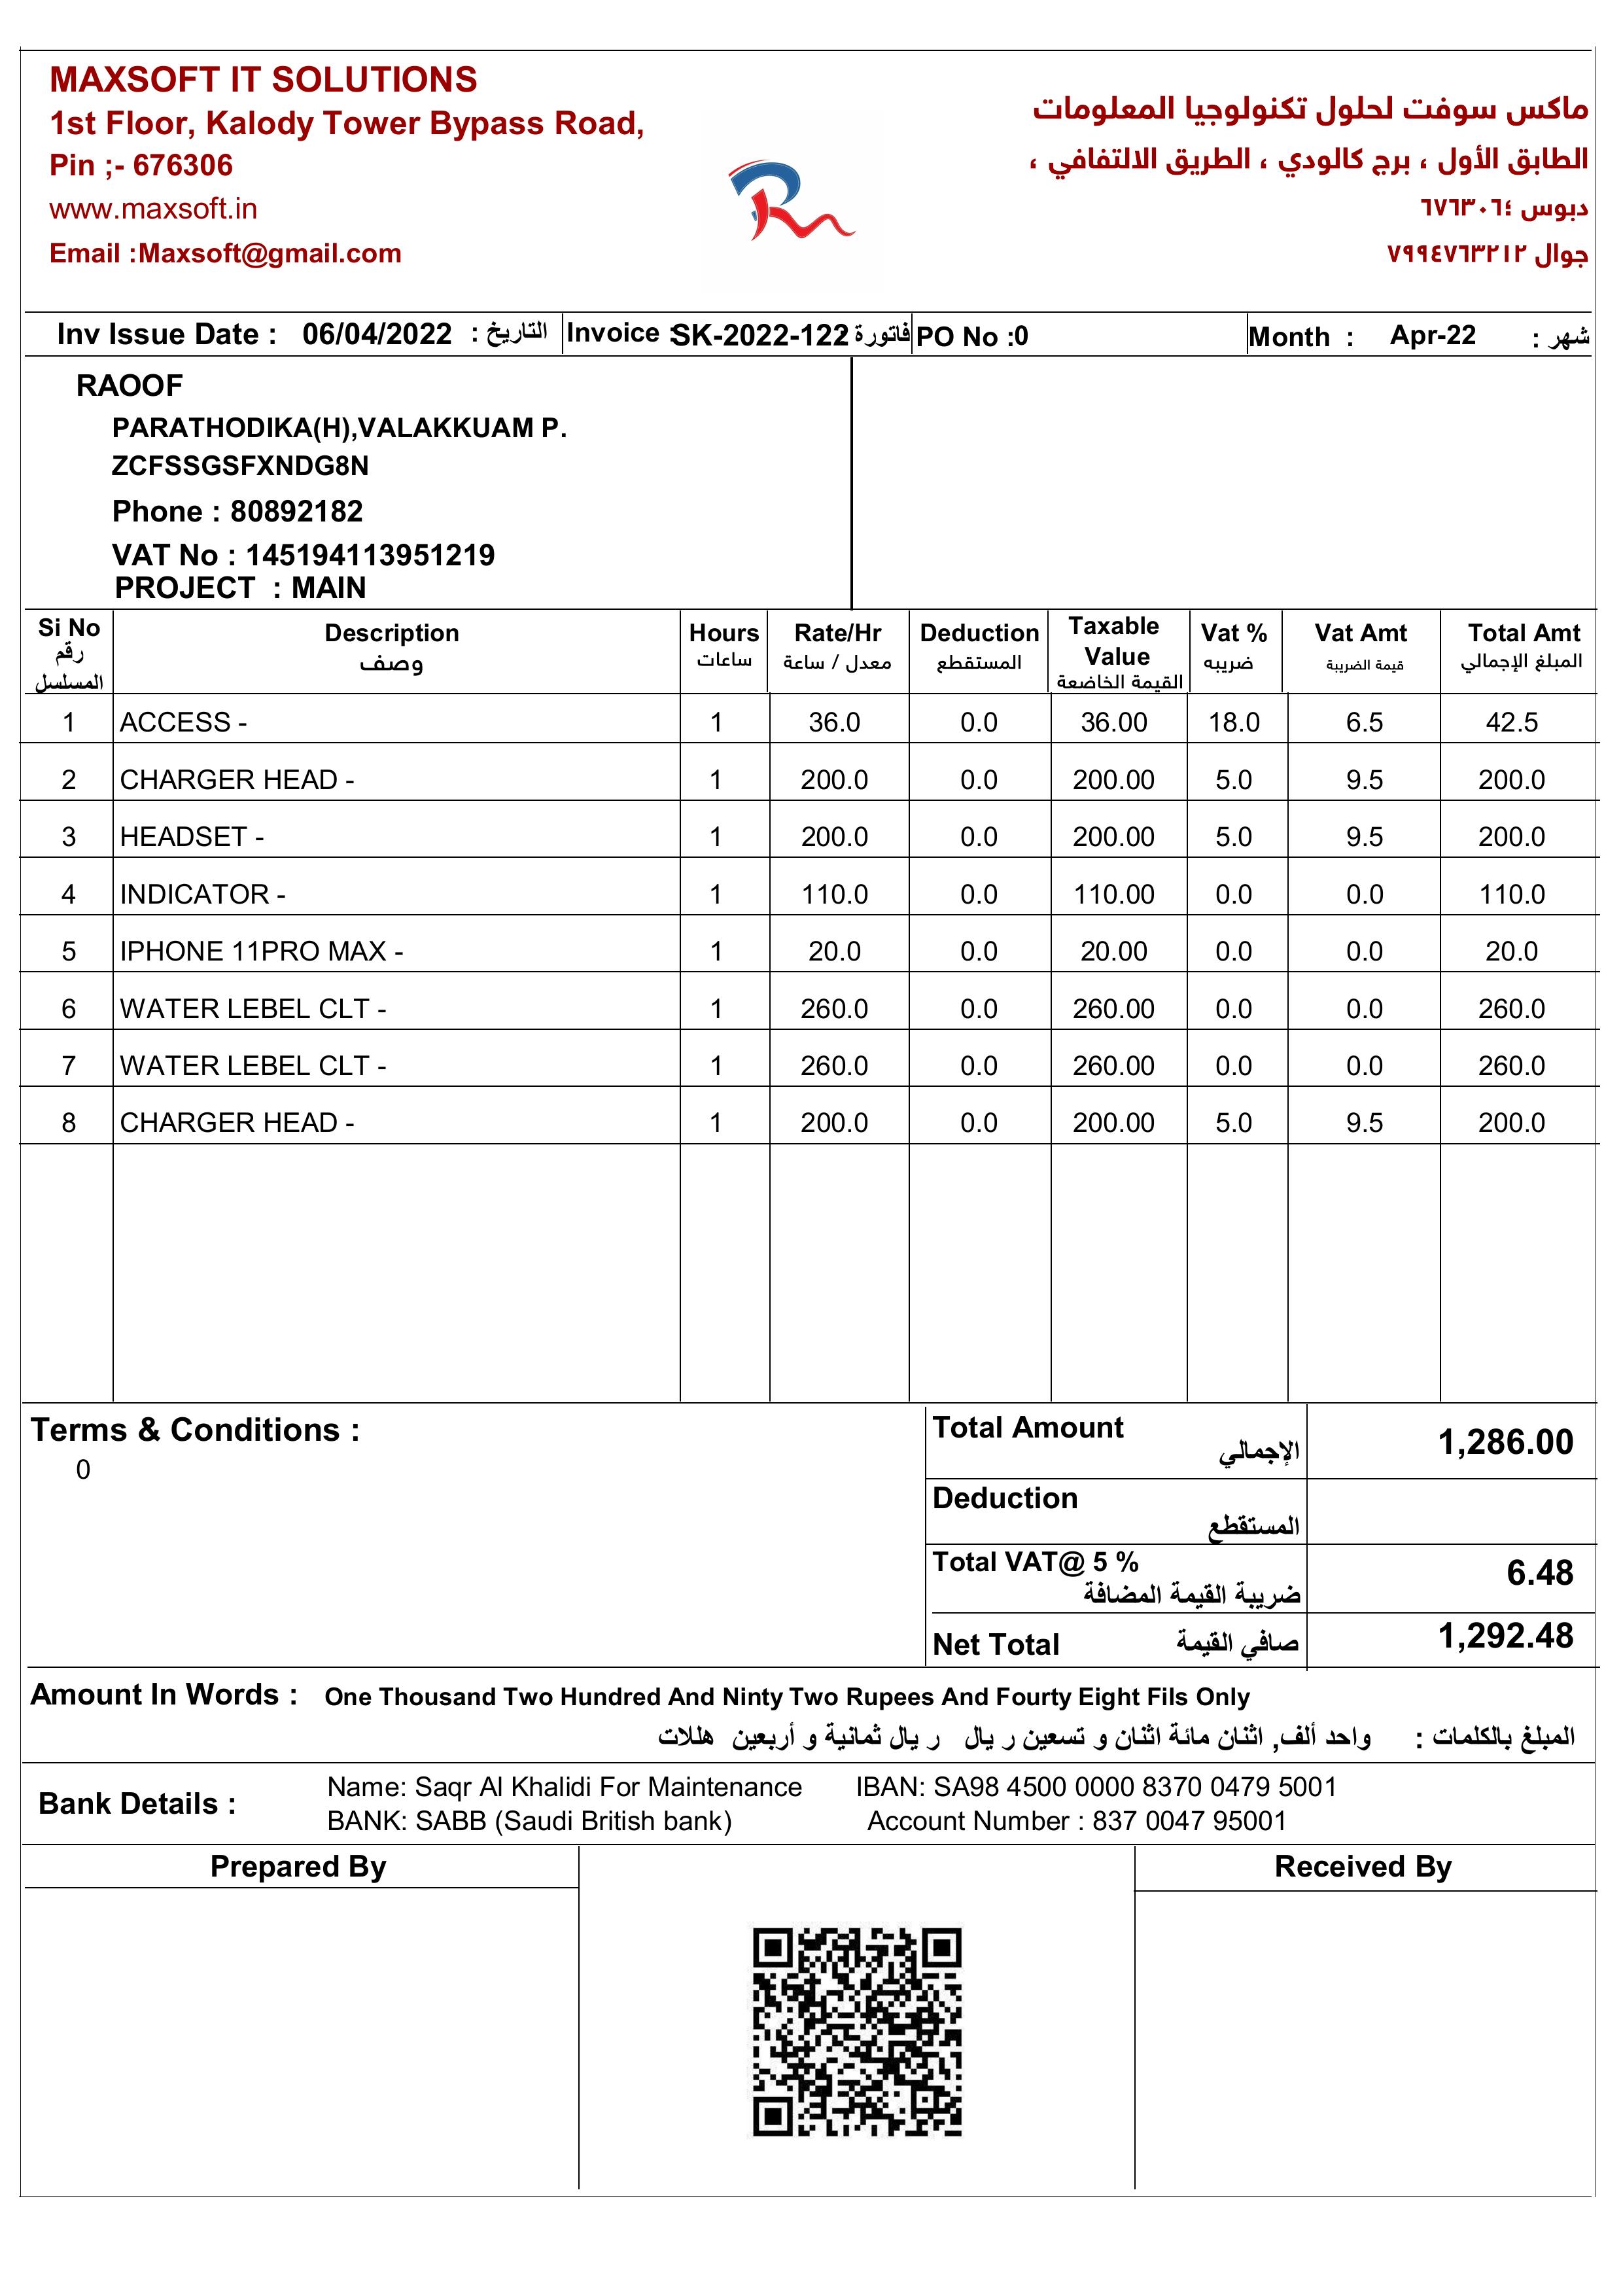 MAXSOFT IT SOLUTIONS
1st Floor, Kalody Tower Bypass Road,
Pin ;- 676306
www.maxsoft.in
Email :Maxsoft@gmail.com
ماكس سوفت لحلول تكنولوجيا المعلومات
الطابق الأول ، برج كالودي ، الطريق الالتفافي ،
دبوس ؛٦٧٦٣٠٦
جوال ٧٩٩٤٧٦٣٢١٢
Inv Issue Date : 06/04/2022 : التاريخ Invoice : SK-2022-122 فاتورة PO No :0 Month : Apr-22 شهر :
RAOOF
PARATHODIKA(H),VALAKKUAM P.
ZCFSSGSFXNDG8N
Phone : 80892182
VAT No : 145194113951219
PROJECT : MAIN
Si No Description Hours Rate/Hr Deduction Taxable Value Vat % Vat Amt Total Amt
رقم المسلسل وصف ساعات معدل / ساعة المستقطع القيمة الخاضعة ضريبه قيمة الضريبة المبلغ الإجمالي
1 ACCESS - 1 36.0 0.0 36.00 18.0 6.5 42.5
2 CHARGER HEAD - 1 200.0 0.0 200.00 5.0 9.5 200.0
3 HEADSET - 1 200.0 0.0 200.00 5.0 9.5 200.0
4 INDICATOR - 1 110.0 0.0 110.00 0.0 0.0 110.0
5 IPHONE 11PRO MAX - 1 20.0 0.0 20.00 0.0 0.0 20.0
6 WATER LEBEL CLT - 1 260.0 0.0 260.00 0.0 0.0 260.0
7 WATER LEBEL CLT - 1 260.0 0.0 260.00 0.0 0.0 260.0
8 CHARGER HEAD - 1 200.0 0.0 200.00 5.0 9.5 200.0
Terms & Conditions :
0
Total Amount الإجمالي 1,286.00
Deduction المستقطع
Total VAT@ 5 % ضريبة القيمة المضافة 6.48
Net Total صافي القيمة 1,292.48
Amount In Words : One Thousand Two Hundred And Ninty Two Rupees And Fourty Eight Fils Only
المبلغ بالكلمات : واحد ألف, اثنان مائة اثنان و تسعين ر يال ر يال ثمانية و أربعين هللات
Bank Details :
Name: Saqr Al Khalidi For Maintenance IBAN: SA98 4500 0000 8370 0479 5001
BANK: SABB (Saudi British bank) Account Number : 837 0047 95001
Prepared By Received By